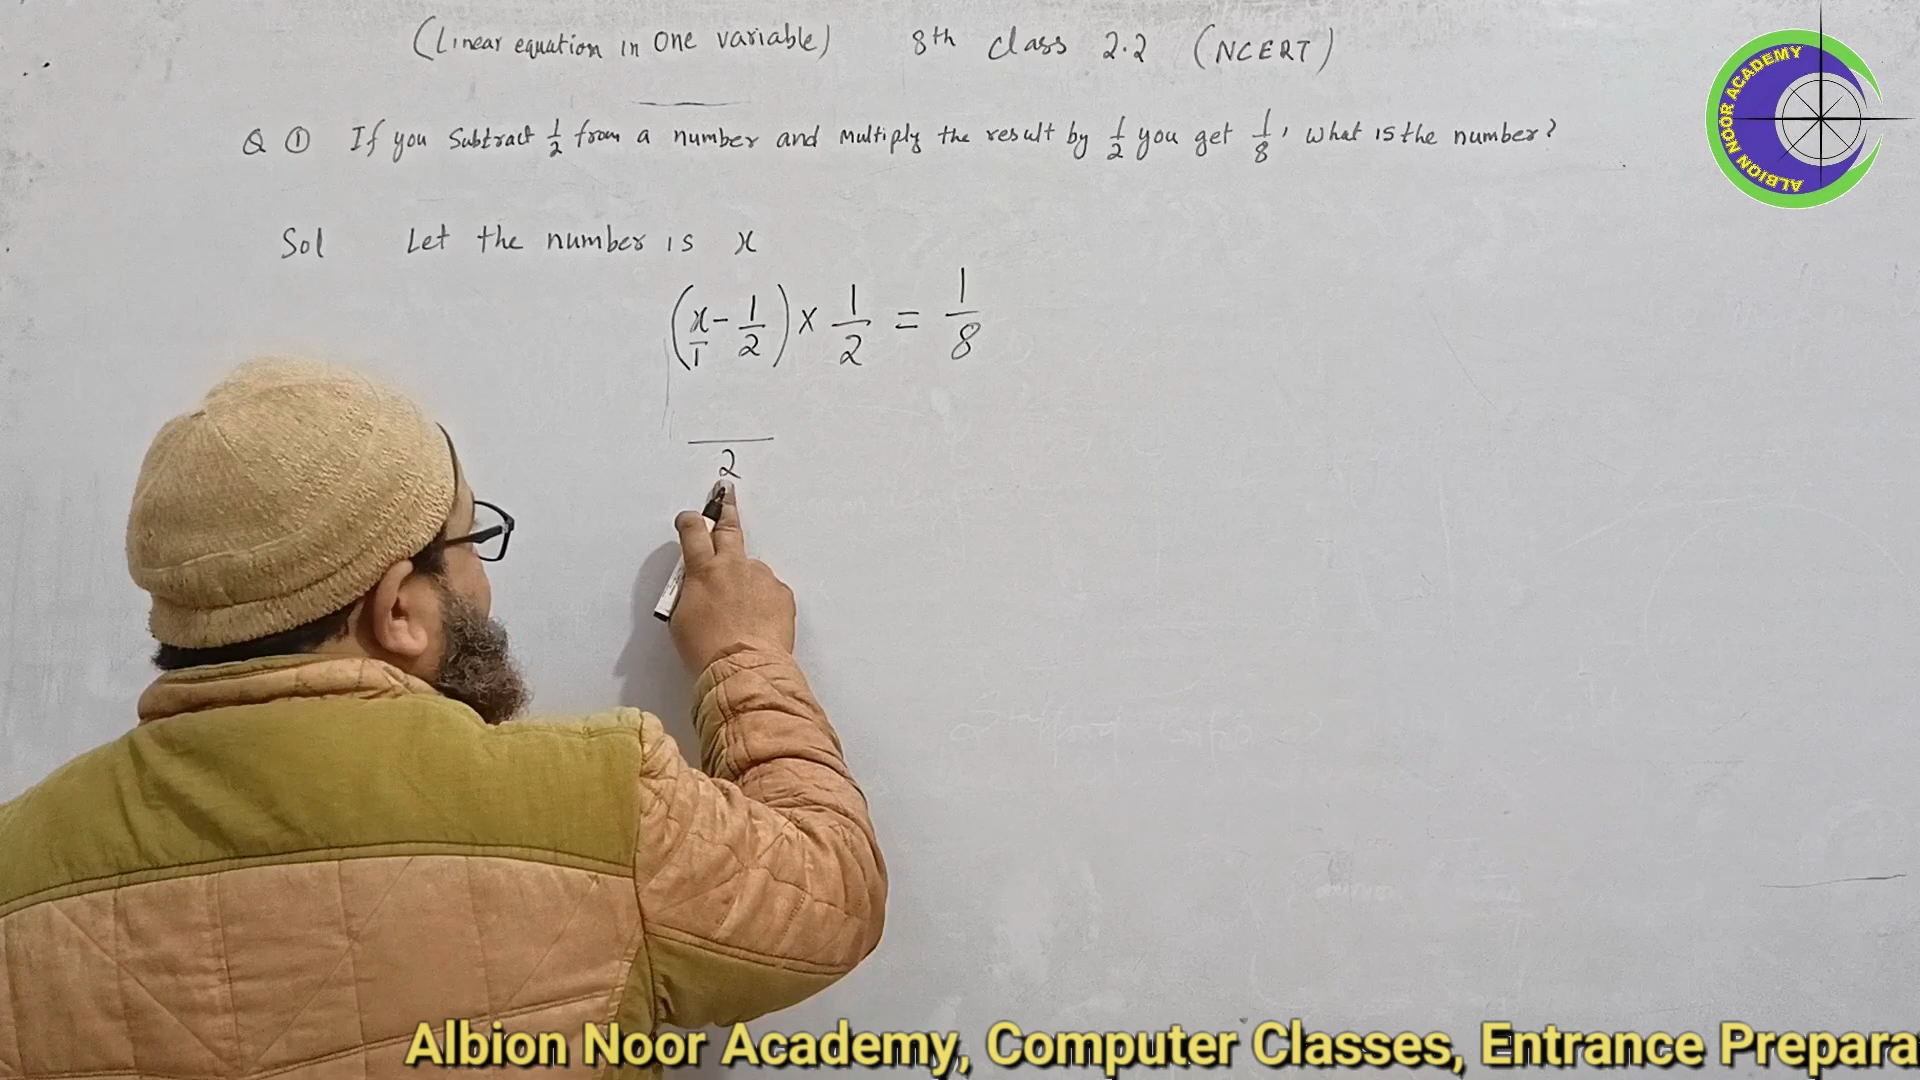 (Linear equation in One variable) 8th class 2.2 (NCERT)
Q ① If you Subtract 1/2 from a number and Multiply the result by 1/2 you get 1/8, What is the number?
Sol Let the number is x
(x/1 - 1/2) × 1/2 = 1/8
2
ALBION NOOR ACADEMY
Albion Noor Academy, Computer Classes, Entrance Prepara